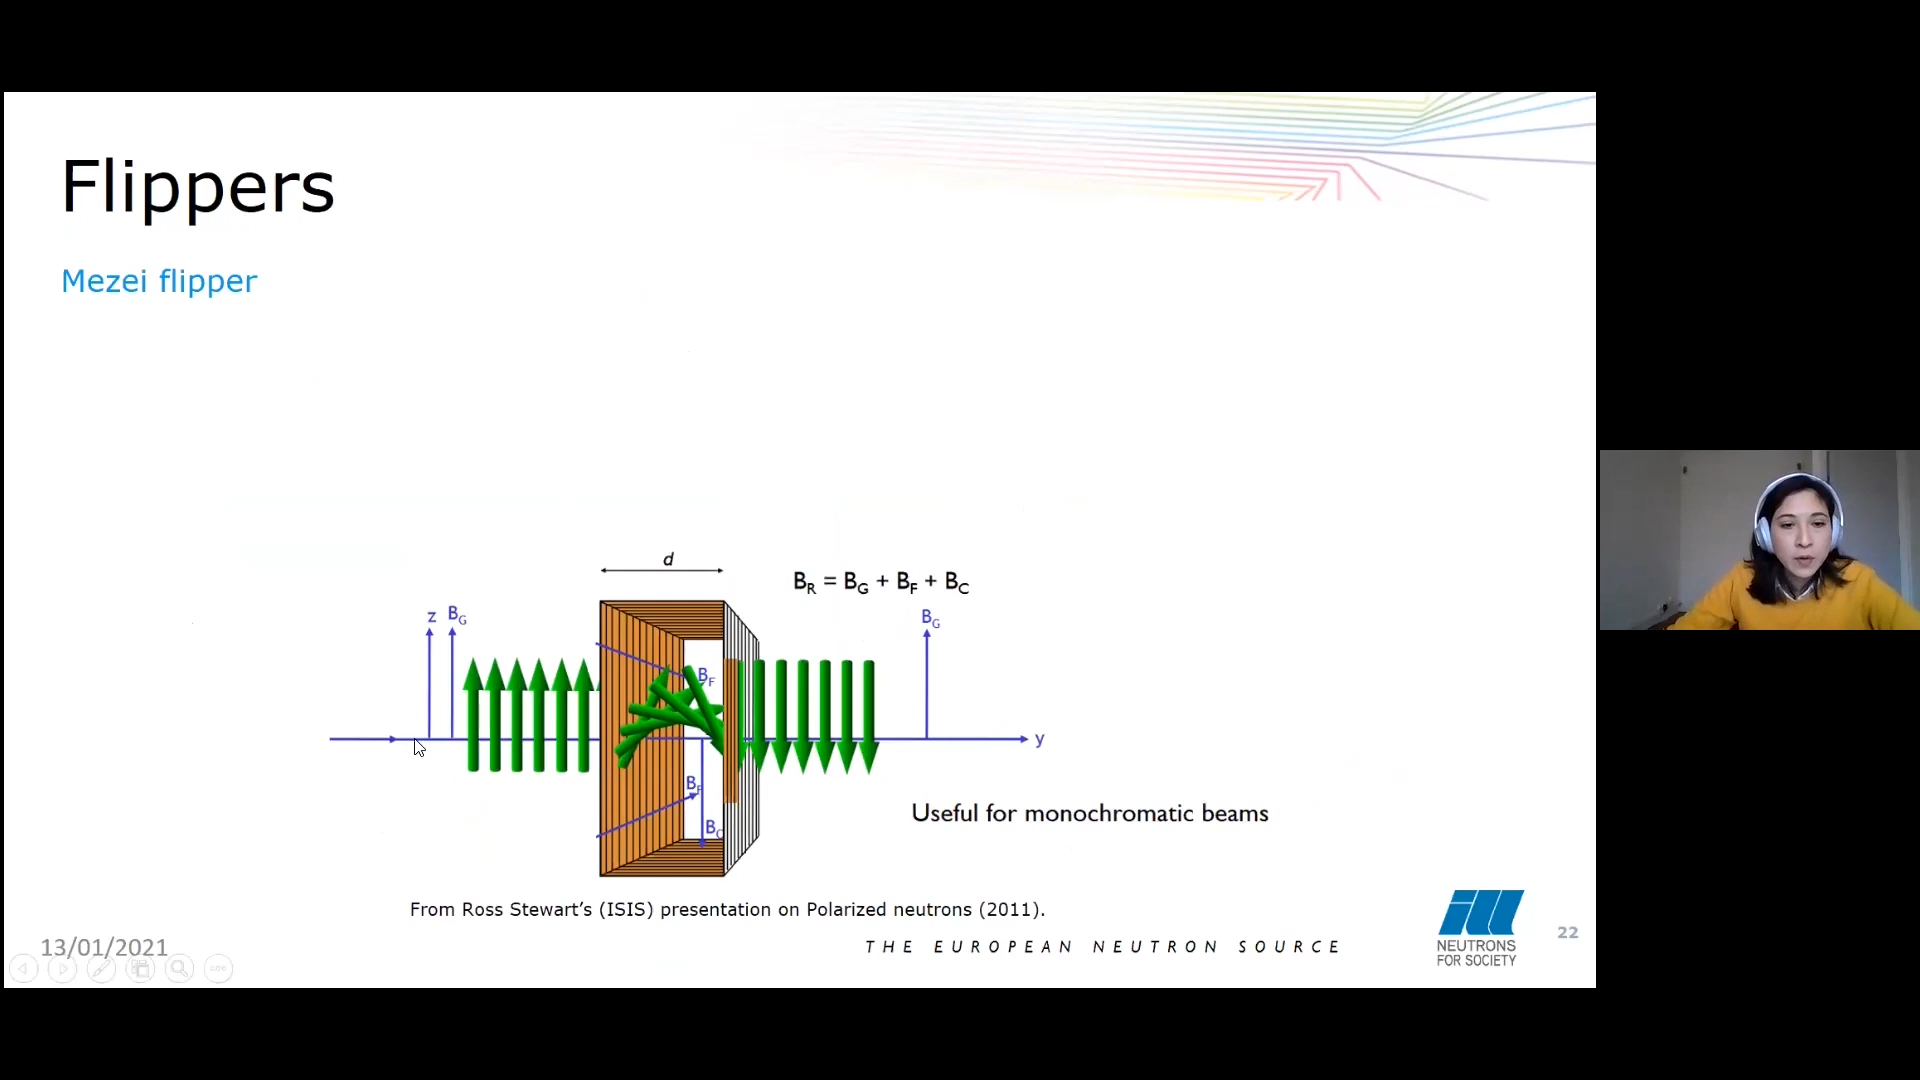 Flippers
Mezei flipper
d
B_R = B_G + B_F + B_C
z B_G
B_G
B_F
y
B_F
B_C
Useful for monochromatic beams
From Ross Stewart’s (ISIS) presentation on Polarized neutrons (2011).
13/01/2021
THE EUROPEAN NEUTRON SOURCE
ill
NEUTRONS
FOR SOCIETY
22